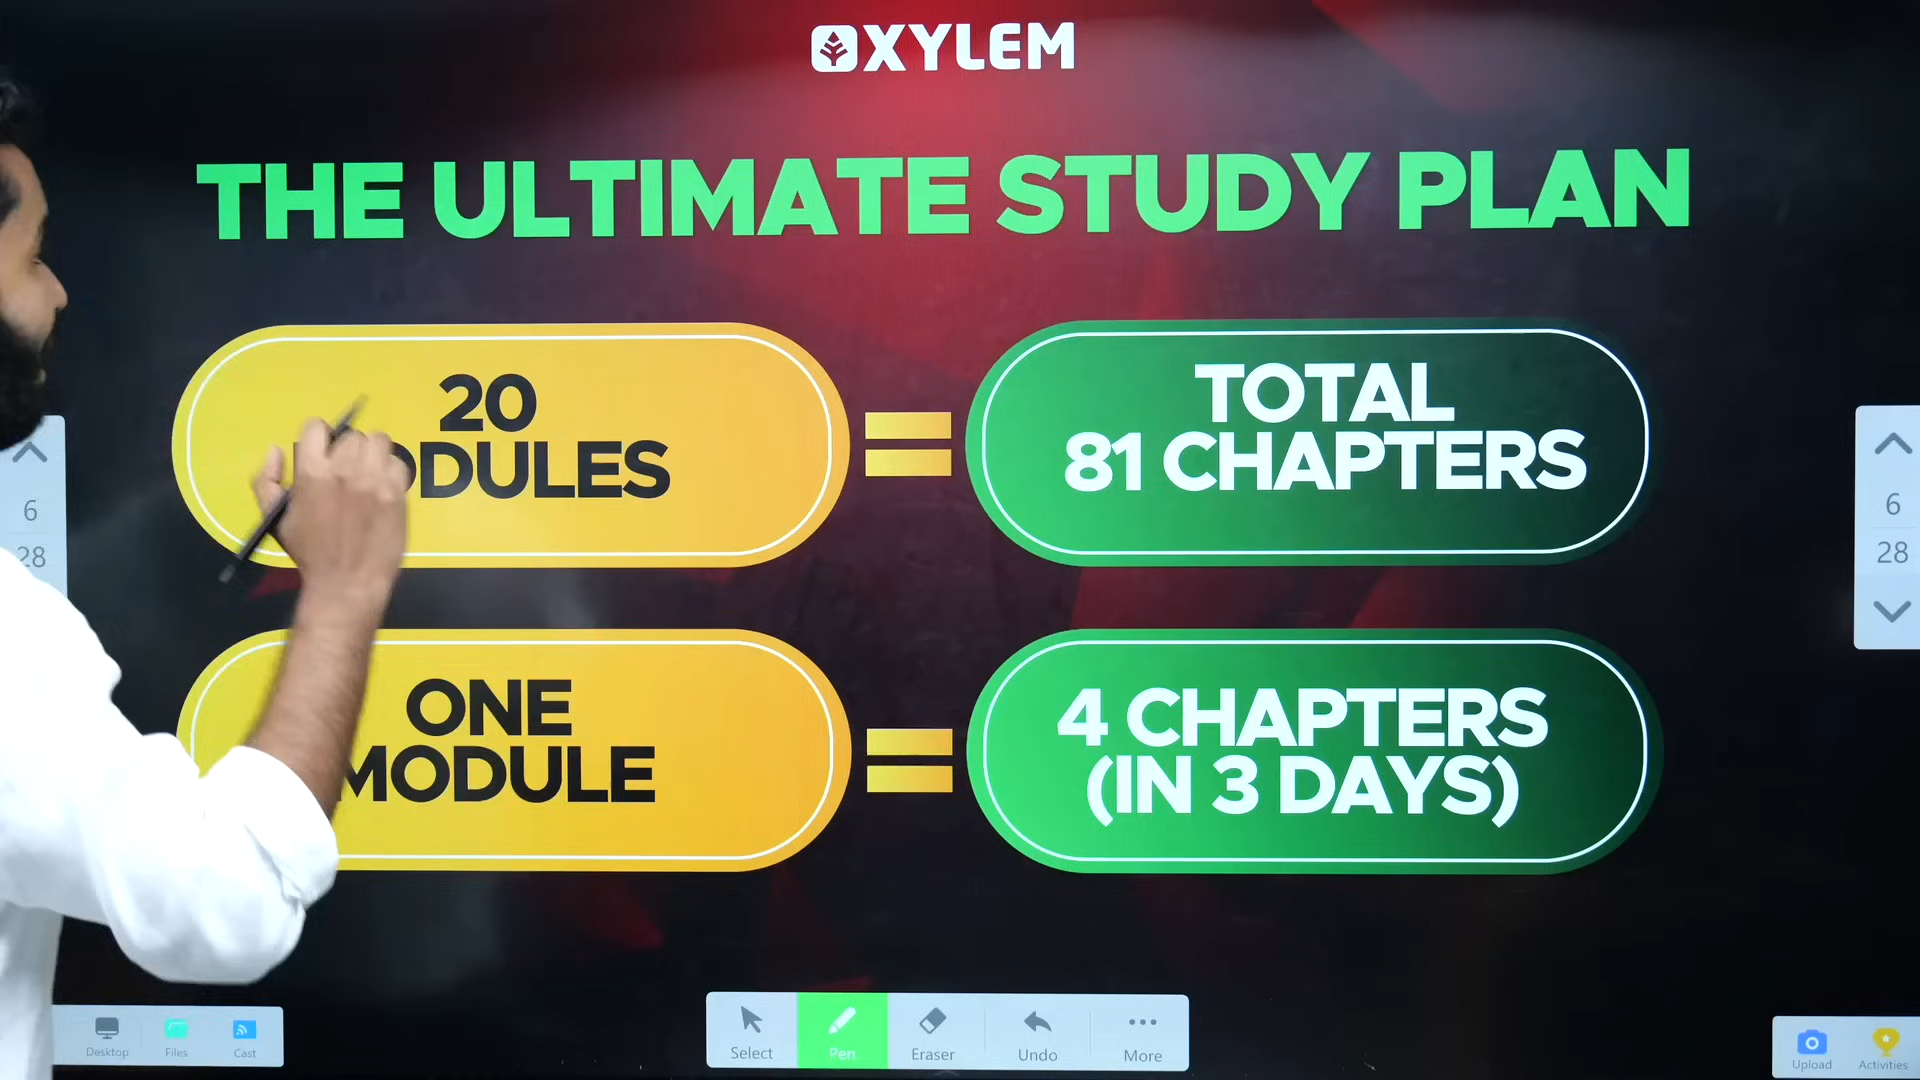 XYLEM
THE ULTIMATE STUDY PLAN
20
MODULES
TOTAL
81 CHAPTERS
ONE
MODULE
4 CHAPTERS
(IN 3 DAYS)
6
28
6
28
Desktop
Files
Cast
Select
Pen
Eraser
Undo
More
Upload
Activities